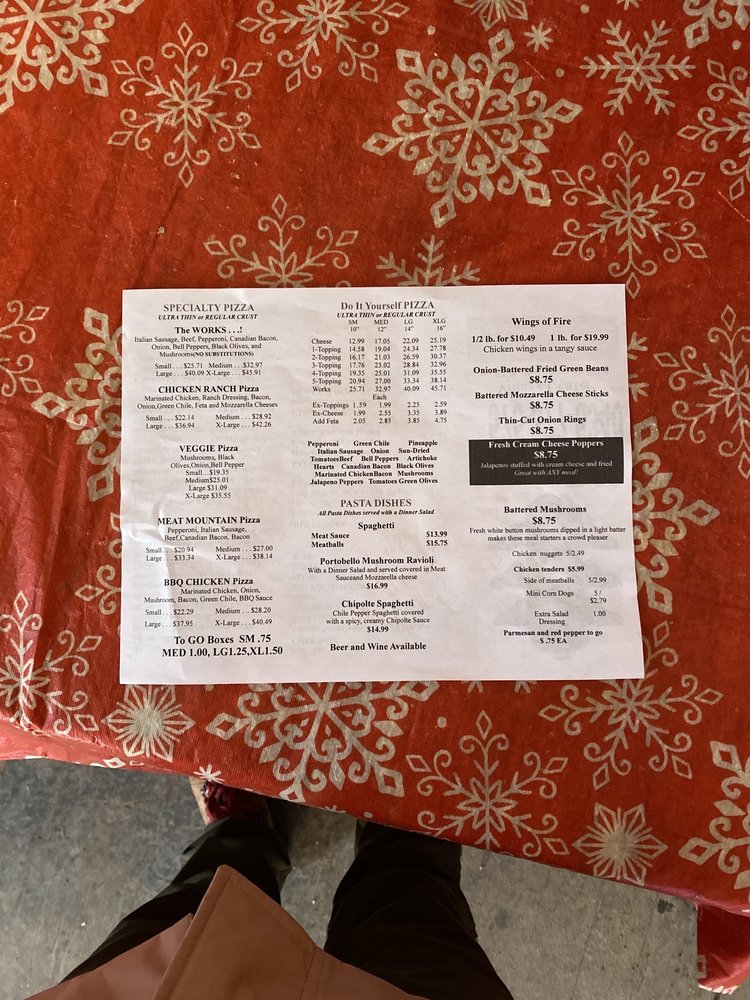 SPECIALTY PIZZA
ULTRA THIN or REGULAR CRUST
The WORKS . . .!
Italian Sausage, Beef, Pepperoni, Canadian Bacon,
Onion, Bell Peppers, Black Olives, and
Mushrooms(NO SUBSTITUTIONS)
Small . . . $25.71 Medium . . $32.97
Large . . $40.09 X-Large . . $45.91
CHICKEN RANCH Pizza
Marinated Chicken, Ranch Dressing, Bacon,
Onion,Green Chile, Feta and Mozzarella Cheeses
Small . . . $22.14 Medium . . . $28.92
Large . . . $36.94 X-Large . . . $42.26
VEGGIE Pizza
Mushrooms, Black
Olives,Onion,Bell Pepper
Small...$19.35
Medium$25.01
Large $31.09
X-Large $35.55
MEAT MOUNTAIN Pizza
Pepperoni, Italian Sausage,
Beef,Canadian Bacon, Bacon
Small . . . $20.94 Medium . . . $27.00
Large . . . $33.34 X-Large . . . $38.14
BBQ CHICKEN Pizza
Marinated Chicken, Onion,
Mushroom, Bacon, Green Chile, BBQ Sauce
Small . . . $22.29 Medium . . . $28.20
Large . . . $37.95 X-Large . . . $40.49
To GO Boxes SM .75
MED 1.00, LG1.25,XL1.50
Do It Yourself PIZZA
ULTRA THIN or REGULAR CRUST
SM MED LG XLG
10" 12" 14" 16"
Cheese 12.99 17.05 22.09 25.19
1-Topping 14.58 19.04 24.34 27.78
2-Topping 16.17 21.03 26.59 30.37
3-Topping 17.76 23.02 28.84 32.96
4-Topping 19.35 25.01 31.09 35.55
5-Topping 20.94 27.00 33.34 38.14
Works 25.71 32.97 40.09 45.71
Each
Ex-Toppings 1.59 1.99 2.25 2.59
Ex-Cheese 1.99 2.55 3.35 3.89
Add Feta 2.05 2.85 3.85 4.75
Pepperoni Green Chile Pineapple
Italian Sausage Onion Sun-Dried
TomatoesBeef Bell Peppers Artichoke
Hearts Canadian Bacon Black Olives
Marinated ChickenBacon Mushrooms
Jalapeno Peppers Tomatoes Green Olives
PASTA DISHES
All Pasta Dishes served with a Dinner Salad
Spaghetti
Meat Sauce $13.99
Meatballs $15.75
Portobello Mushroom Ravioli
With a Dinner Salad and served covered in Meat
Sauceand Mozzarella cheese
$16.99
Chipolte Spaghetti
Chile Pepper Spaghetti covered
with a spicy, creamy Chipolte Sauce
$14.99
Beer and Wine Available
Wings of Fire
1/2 lb. for $10.49 1 lb. for $19.99
Chicken wings in a tangy sauce
Onion-Battered Fried Green Beans
$8.75
Battered Mozzarella Cheese Sticks
$8.75
Thin-Cut Onion Rings
$8.75
Fresh Cream Cheese Poppers
$8.75
Jalapenos stuffed with cream cheese and fried
Great with ANY meal!
Battered Mushrooms
$8.75
Fresh white button mushrooms dipped in a light batter
makes these meal starters a crowd pleaser
Chicken nuggets 5/2.49
Chicken tenders $5.99
Side of meatballs 5/2.99
Mini Corn Dogs 5 /
$2.79
Extra Salad 1.00
Dressing
Parmesan and red pepper to go
$ .75 EA